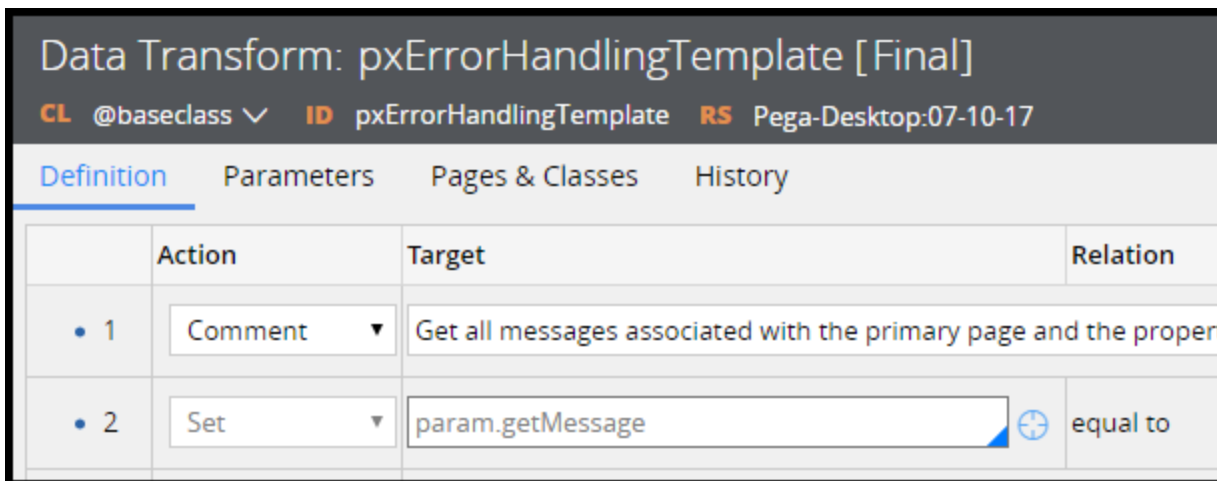 Data Transform: pxErrorHandlingTemplate [Final]
CL @baseclass ID pxErrorHandlingTemplate RS Pega-Desktop:07-10-17
Definition Parameters Pages & Classes History
Action Target Relation
1 Comment Get all messages associated with the primary page and the proper
2 Set param.getMessage equal to